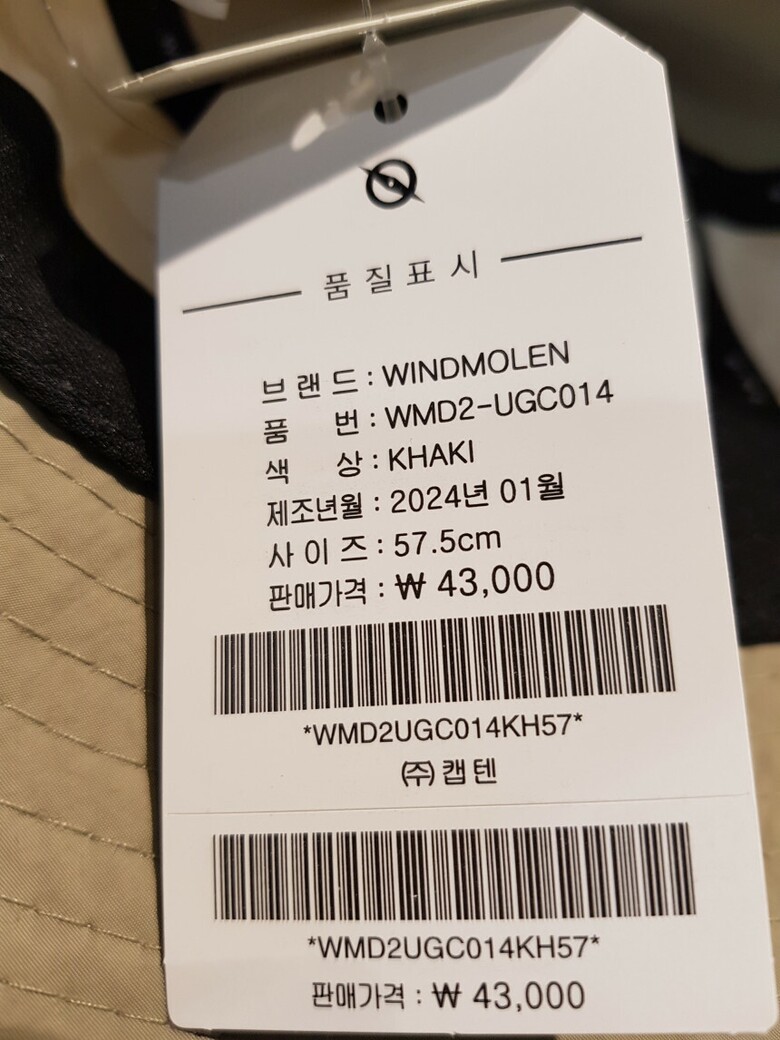 품질표시
브랜드 : WINDMOLEN
품 번 : WMD2-UGC014
색 상 : KHAKI
제조년월 : 2024년 01월
사이즈 : 57.5cm
판매가격 : ₩ 43,000
*WMD2UGC014KH57*
㈜캡텐
*WMD2UGC014KH57*
판매가격 : ₩ 43,000